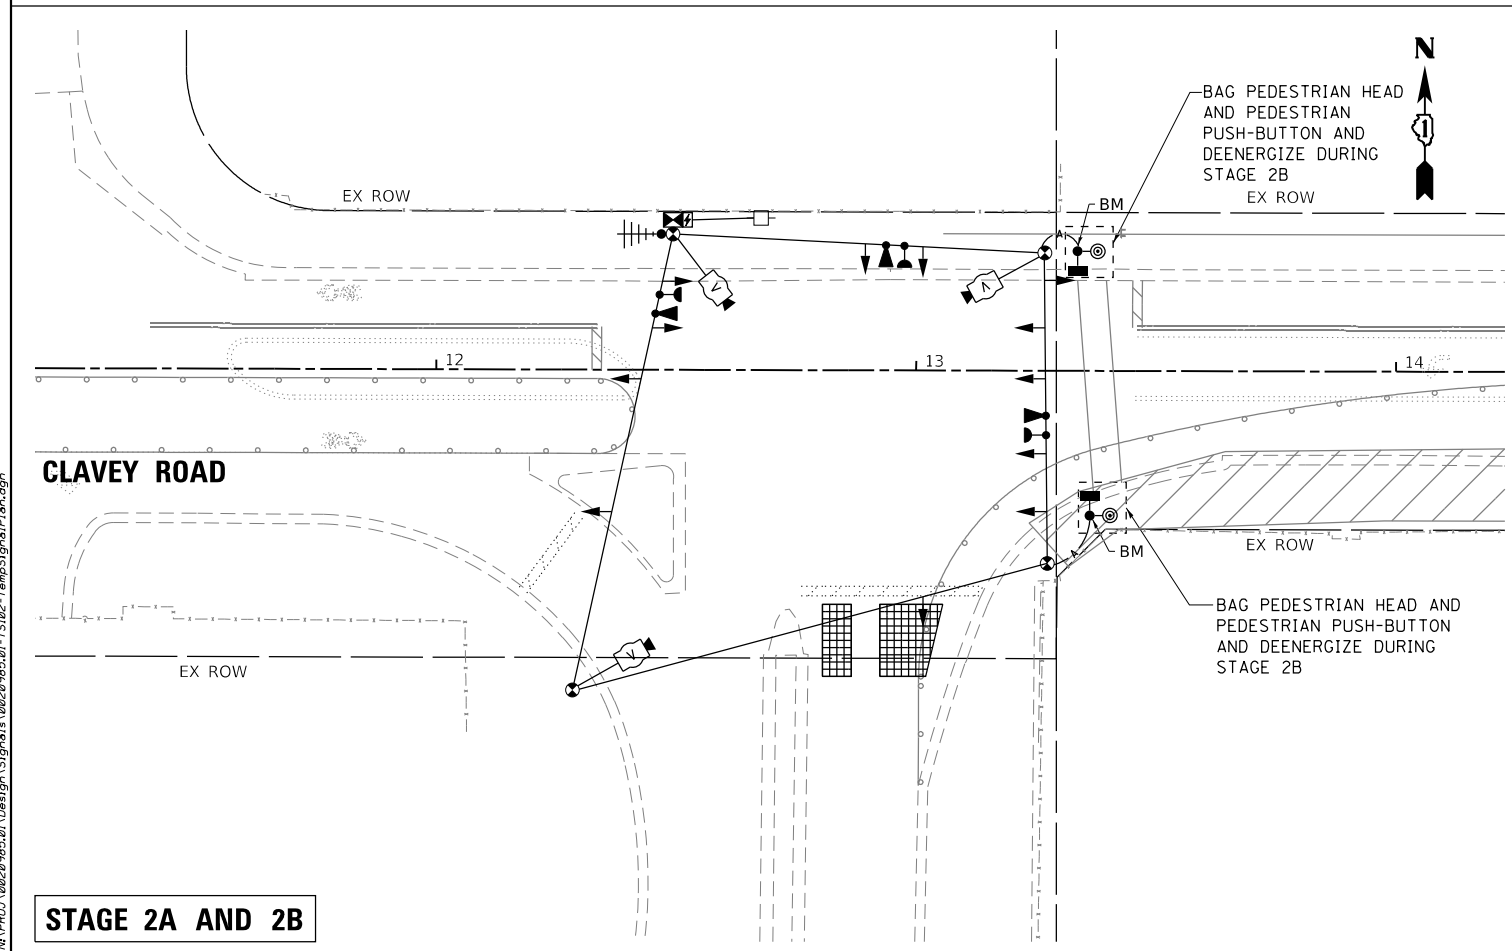 N
1
BAG PEDESTRIAN HEAD
AND PEDESTRIAN
PUSH-BUTTON AND
DEENERGIZE DURING
STAGE 2B
EX ROW
EX ROW
BM
A
V
V
12
13
14
CLAVEY ROAD
EX ROW
BM
A
BAG PEDESTRIAN HEAD AND
PEDESTRIAN PUSH-BUTTON
AND DEENERGIZE DURING
STAGE 2B
EX ROW
V
STAGE 2A AND 2B